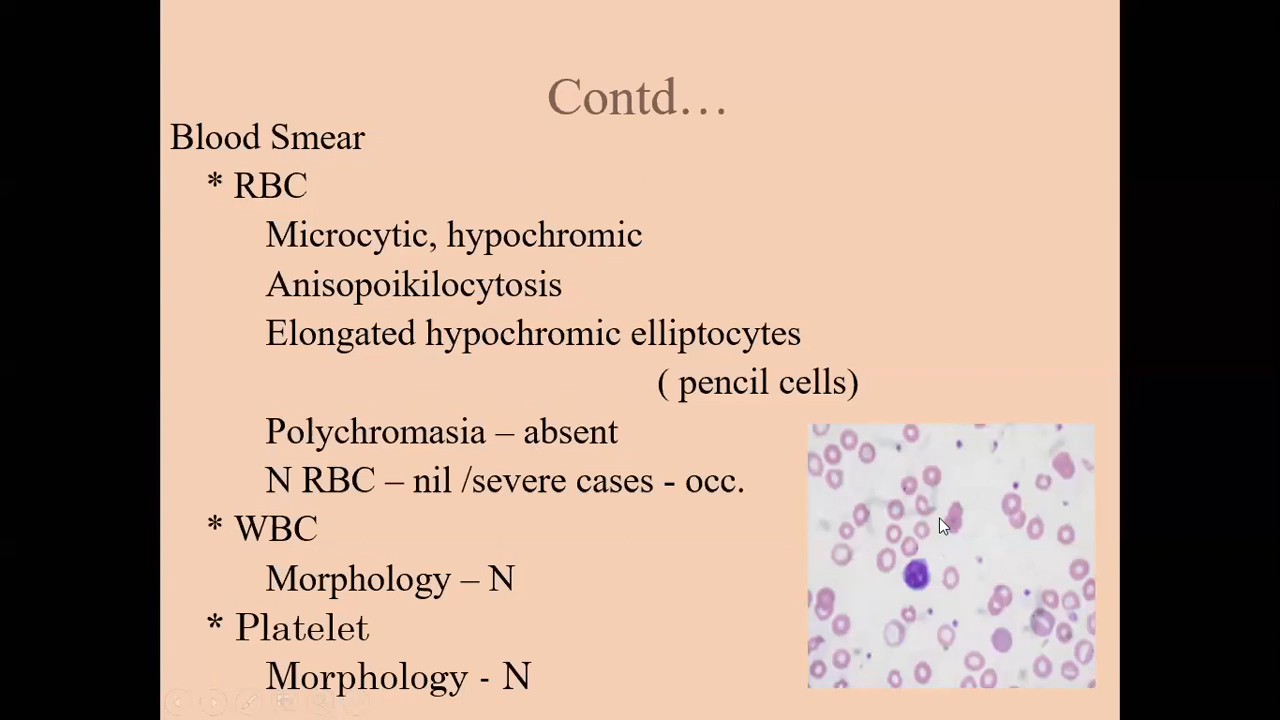 Contd…
Blood Smear
* RBC
Microcytic, hypochromic
Anisopoikilocytosis
Elongated hypochromic elliptocytes
( pencil cells)
Polychromasia – absent
N RBC – nil /severe cases - occ.
* WBC
Morphology – N
* Platelet
Morphology - N